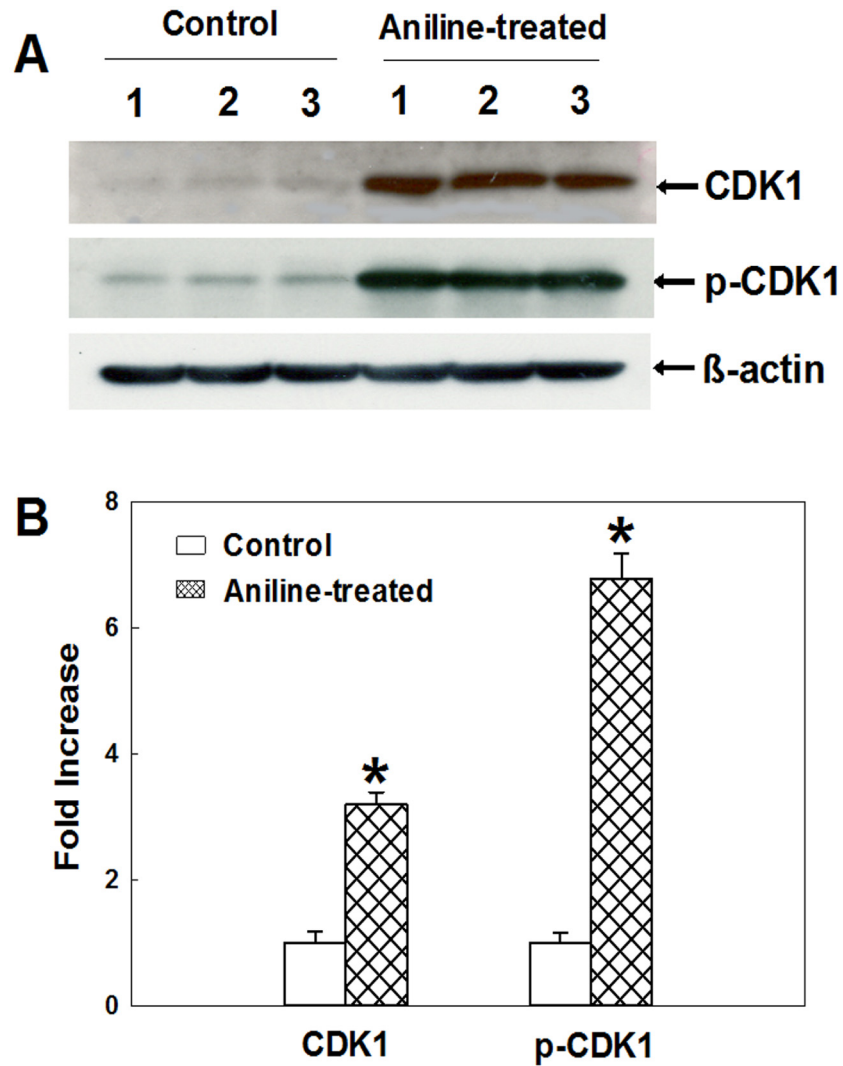 A
Control Aniline-treated
1 2 3 1 2 3
CDK1
p-CDK1
ß-actin
B
8
6
4
2
0
Fold Increase
Control
Aniline-treated
*
*
CDK1 p-CDK1